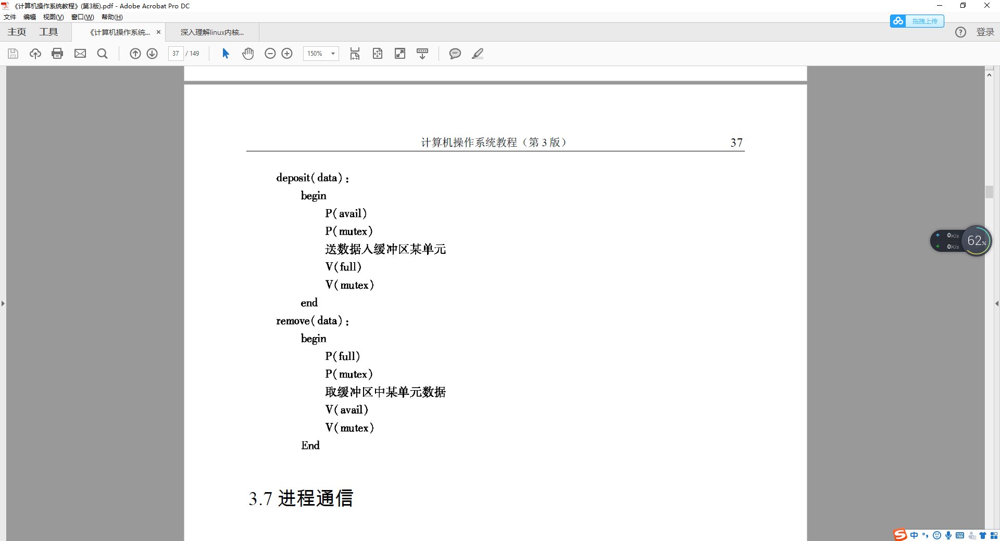 《计算机操作系统教程》(第3版).pdf - Adobe Acrobat Pro DC
文件 编辑 视图(V) 窗口(W) 帮助(H)
拖拽上传
主页 工具 《计算机操作系统... × 深入理解linux内核... 登录
37 / 149 150%
计算机操作系统教程（第 3 版） 37
deposit(data)：
begin
P(avail)
P(mutex)
送数据入缓冲区某单元
V(full)
V(mutex)
end
remove(data)：
begin
P(full)
P(mutex)
取缓冲区中某单元数据
V(avail)
V(mutex)
End
3.7 进程通信
0K/s
0K/s
62%
中